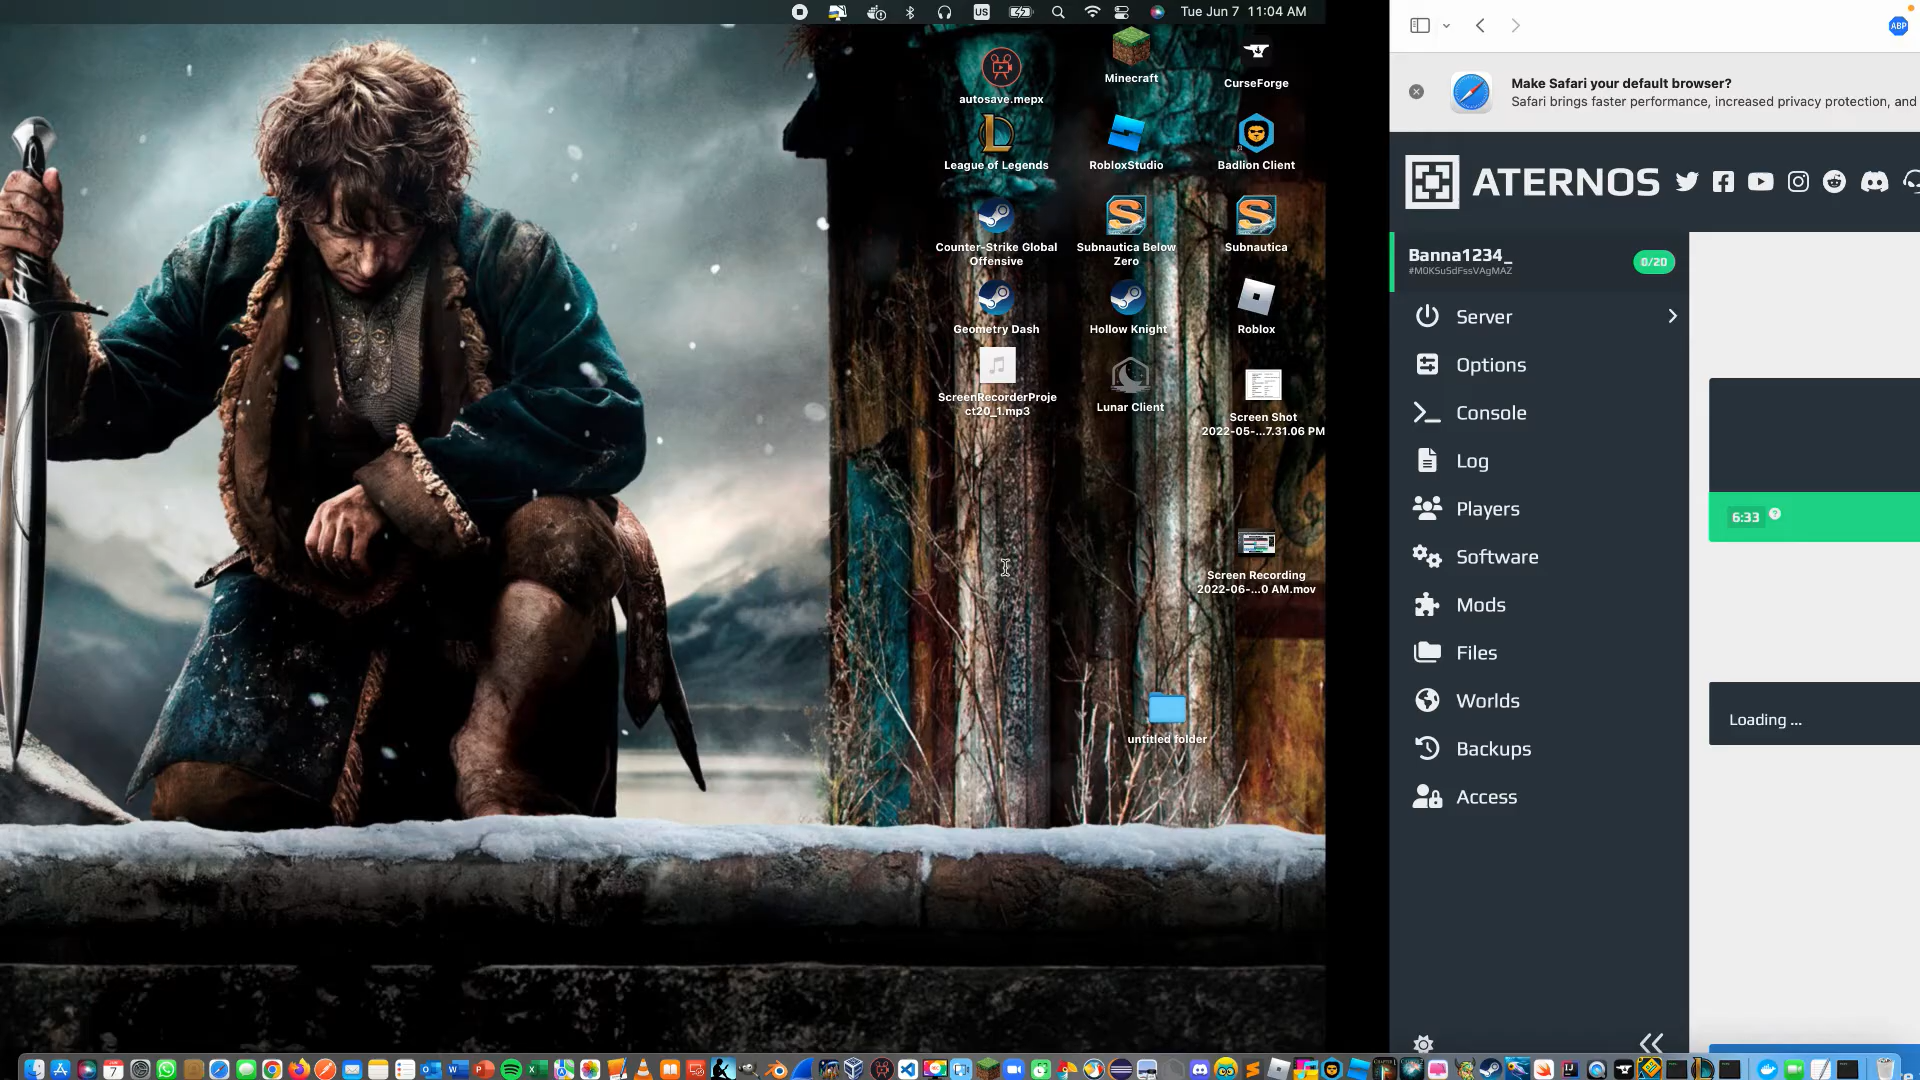 US
Tue Jun 7 11:04 AM
autosave.mepx
Minecraft
CurseForge
League of Legends
RobloxStudio
Badlion Client
Counter-Strike Global
Offensive
Subnautica Below
Zero
Subnautica
Geometry Dash
Hollow Knight
Roblox
ScreenRecorderProje
ct20_1.mp3
Lunar Client
Screen Shot
2022-05-...7.31.06 PM
Screen Recording
2022-06-...0 AM.mov
untitled folder
ABP
Make Safari your default browser?
Safari brings faster performance, increased privacy protection, and
ATERNOS
Banna1234_
0/20
Server
Options
Console
Log
Players
Software
Mods
Files
Worlds
Backups
Access
6:33
Loading ...